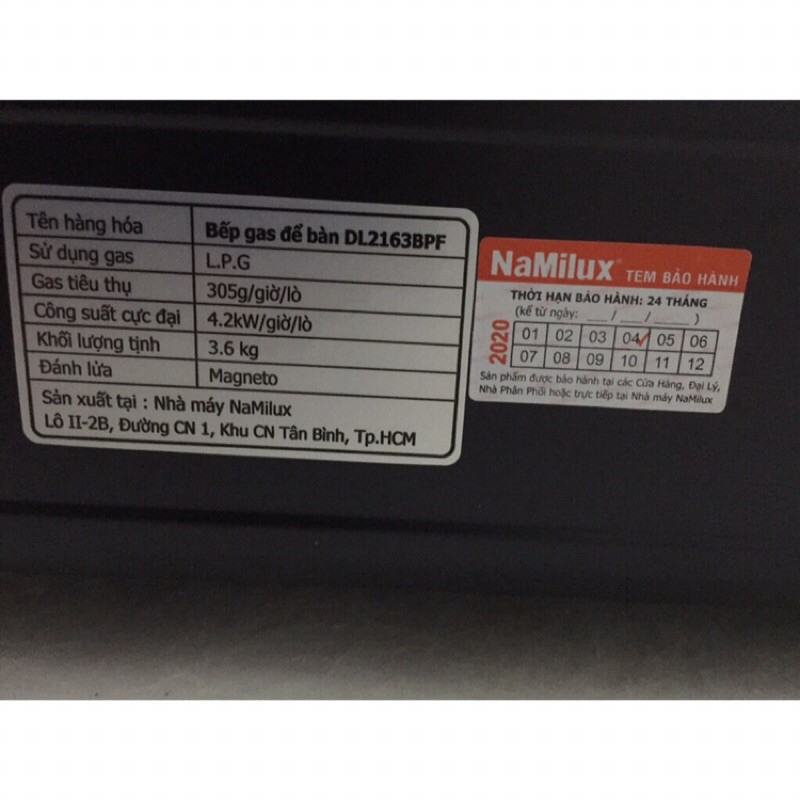 Tên hàng hóa Bếp gas để bàn DL2163BPF
Sử dụng gas L.P.G
Gas tiêu thụ 305g/giờ/lò
Công suất cực đại 4.2kW/giờ/lò
Khối lượng tịnh 3.6 kg
Đánh lửa Magneto
Sản xuất tại : Nhà máy NaMilux
Lô II-2B, Đường CN 1, Khu CN Tân Bình, Tp.HCM
NaMilux® TEM BẢO HÀNH
THỜI HẠN BẢO HÀNH: 24 THÁNG
(kể từ ngày: __ /__ /____ )
2020
01 02 03 04 05 06
07 08 09 10 11 12
Sản phẩm được bảo hành tại các Cửa Hàng, Đại Lý,
Nhà Phân Phối hoặc trực tiếp tại Nhà máy NaMilux